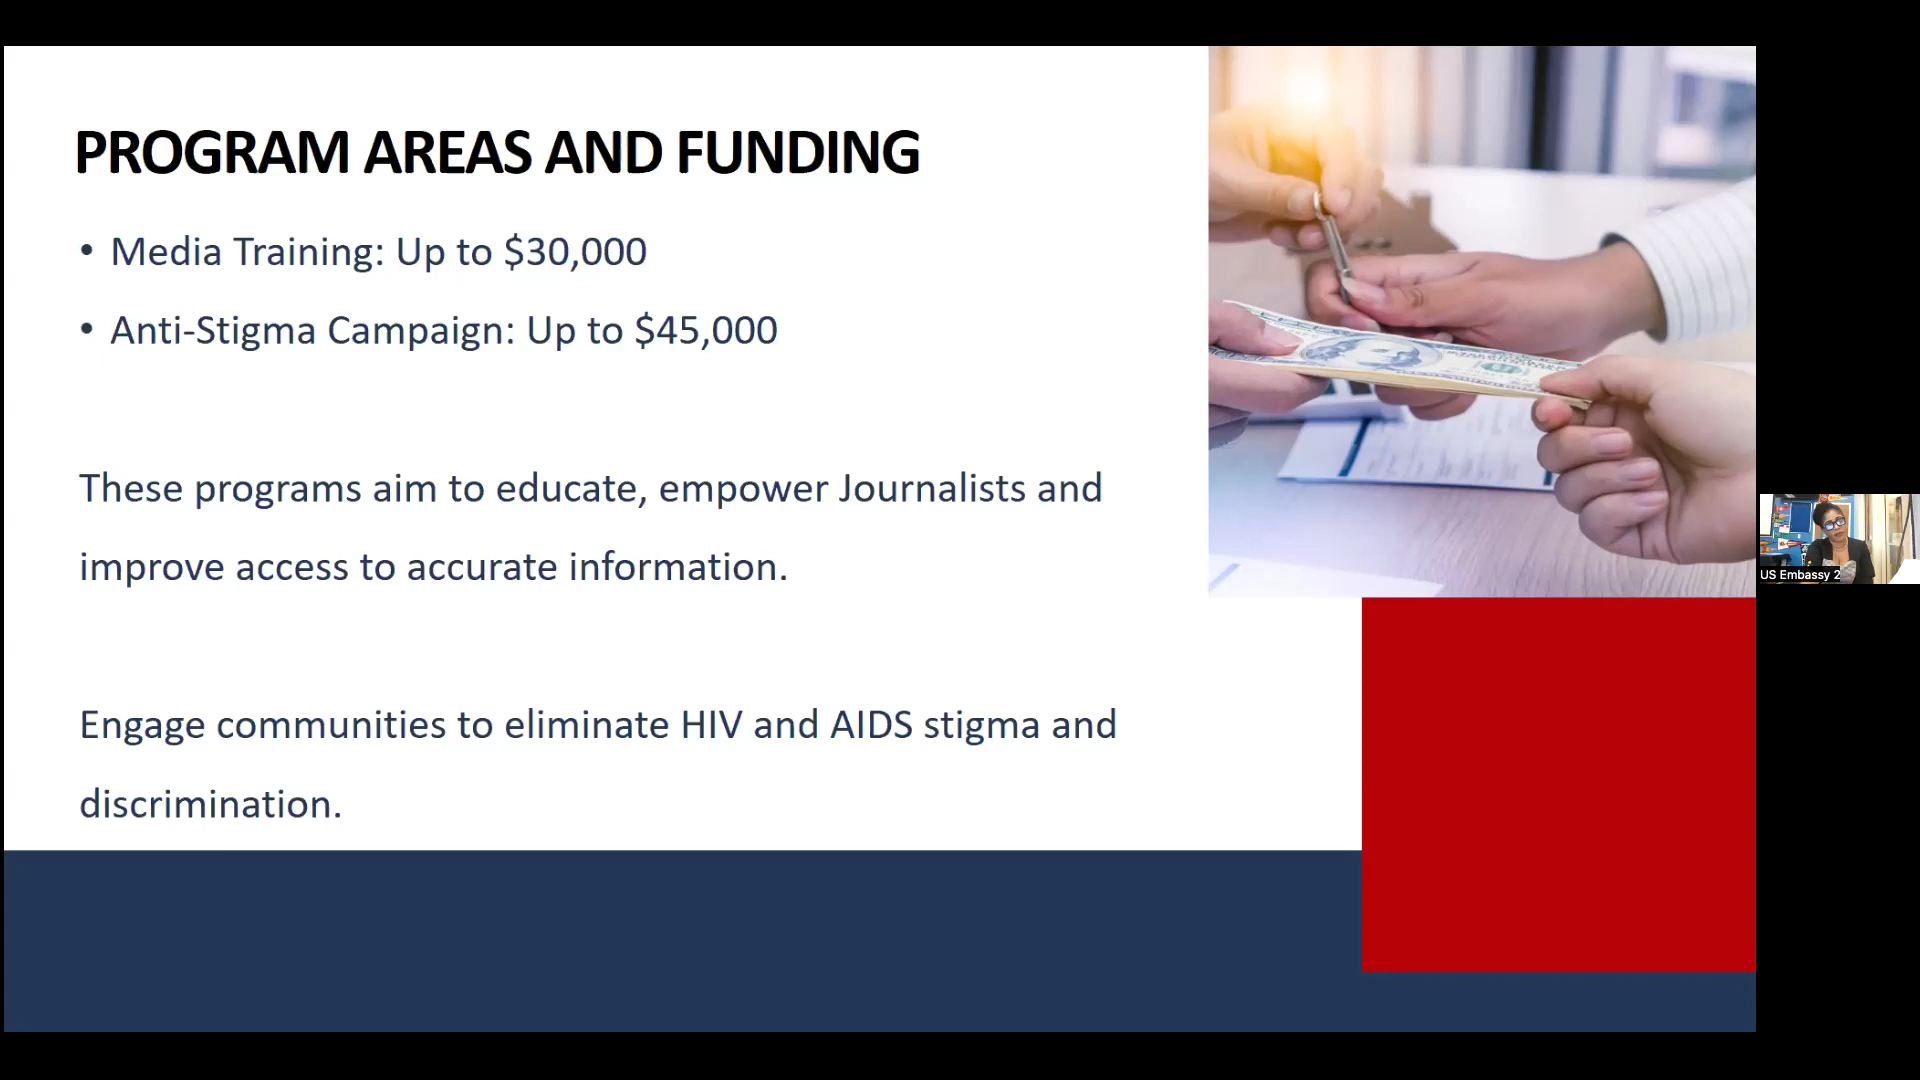 PROGRAM AREAS AND FUNDING
• Media Training: Up to $30,000
• Anti-Stigma Campaign: Up to $45,000
These programs aim to educate, empower Journalists and
improve access to accurate information.
Engage communities to eliminate HIV and AIDS stigma and
discrimination.
US Embassy 2